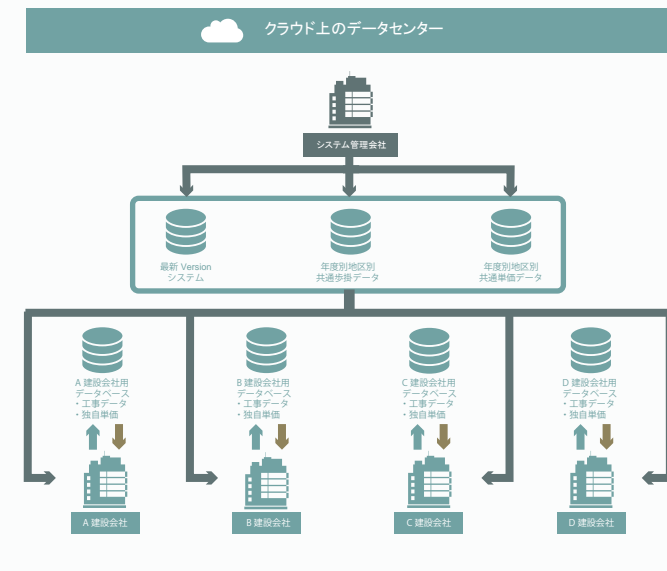 クラウド上のデータセンター
システム管理会社
最新 Version
システム
年度別地区別
共通歩掛データ
年度別地区別
共通単価データ
A 建設会社用
データベース
・工事データ
・独自単価
B 建設会社用
データベース
・工事データ
・独自単価
C 建設会社用
データベース
・工事データ
・独自単価
D 建設会社用
データベース
・工事データ
・独自単価
A 建設会社
B 建設会社
C 建設会社
D 建設会社